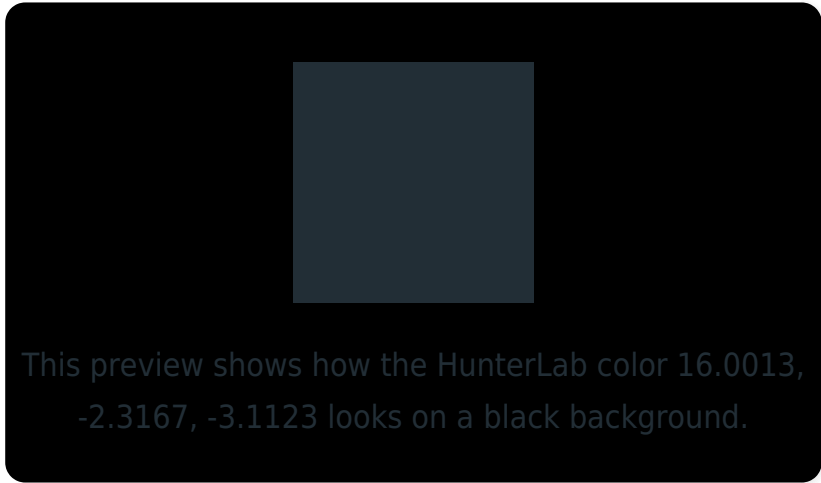 This preview shows how the HunterLab color 16.0013,
-2.3167, -3.1123 looks on a black background.